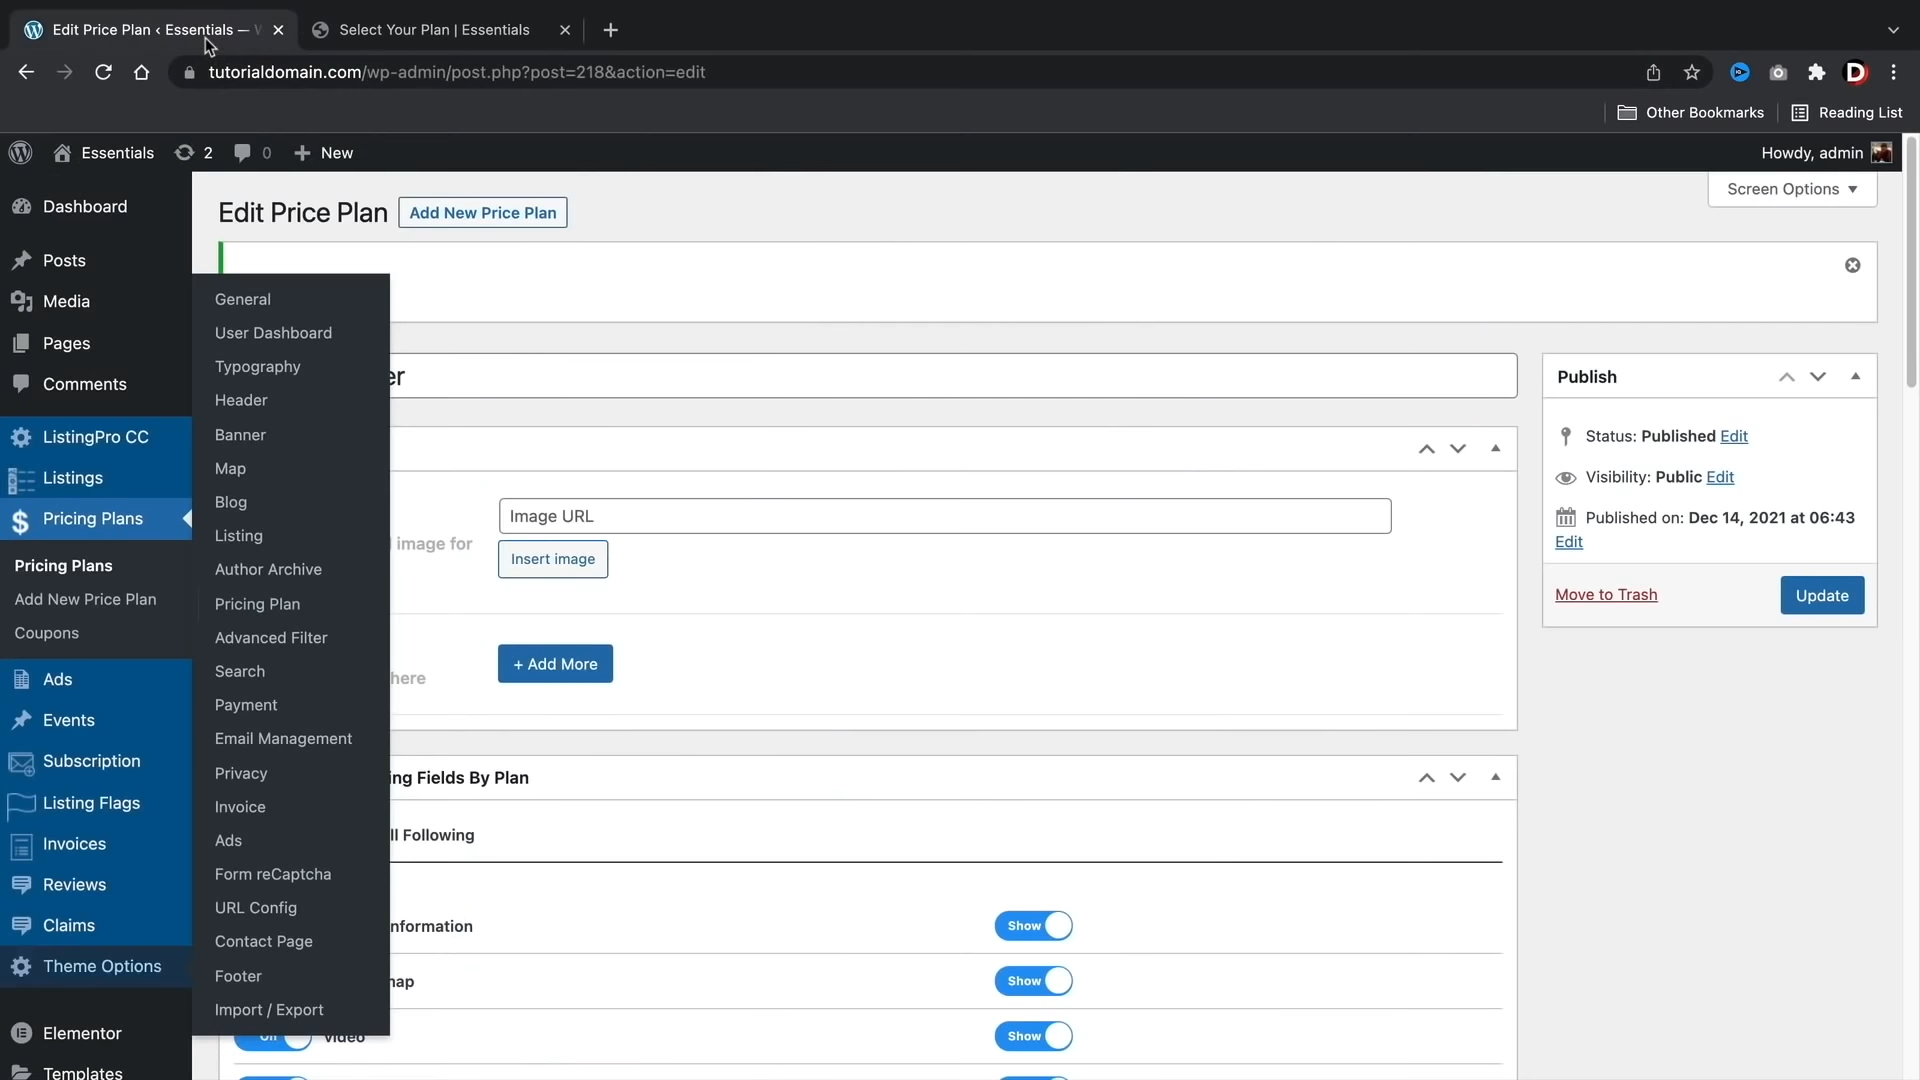 Edit Price Plan ‹ Essentials —
Select Your Plan | Essentials
tutorialdomain.com/wp-admin/post.php?post=218&action=edit
Other Bookmarks
Reading List
Essentials
2
0
New
Howdy, admin
Screen Options
Dashboard
Posts
Media
Pages
Comments
ListingPro CC
Listings
Pricing Plans
Pricing Plans
Add New Price Plan
Coupons
Ads
Events
Subscription
Listing Flags
Invoices
Reviews
Claims
Theme Options
Elementor
Templates
General
User Dashboard
Typography
Header
Banner
Map
Blog
Listing
Author Archive
Pricing Plan
Advanced Filter
Search
Payment
Email Management
Privacy
Invoice
Ads
Form reCaptcha
URL Config
Contact Page
Footer
Import / Export
Edit Price Plan
Add New Price Plan
er
image for
Image URL
Insert image
here
+ Add More
ing Fields By Plan
ll Following
nformation
Show
map
Show
On
Video
Show
Publish
Status: Published Edit
Visibility: Public Edit
Published on: Dec 14, 2021 at 06:43
Edit
Move to Trash
Update